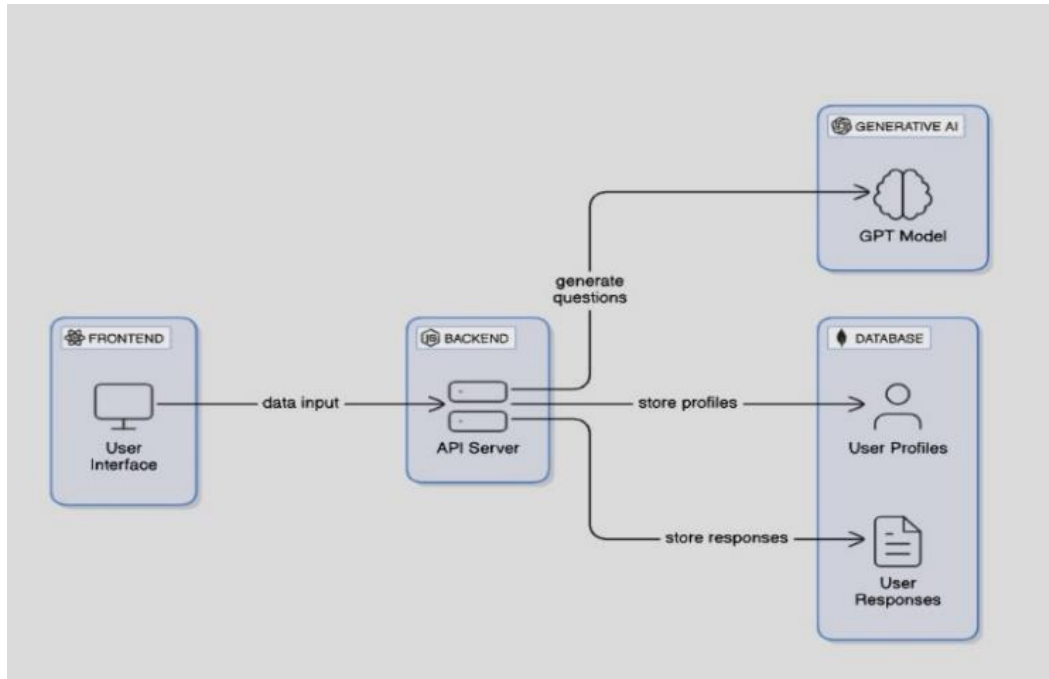 GENERATIVE AI
GPT Model
generate
questions
FRONTEND
User
Interface
data input
JS BACKEND
API Server
store profiles
DATABASE
User Profiles
store responses
User
Responses